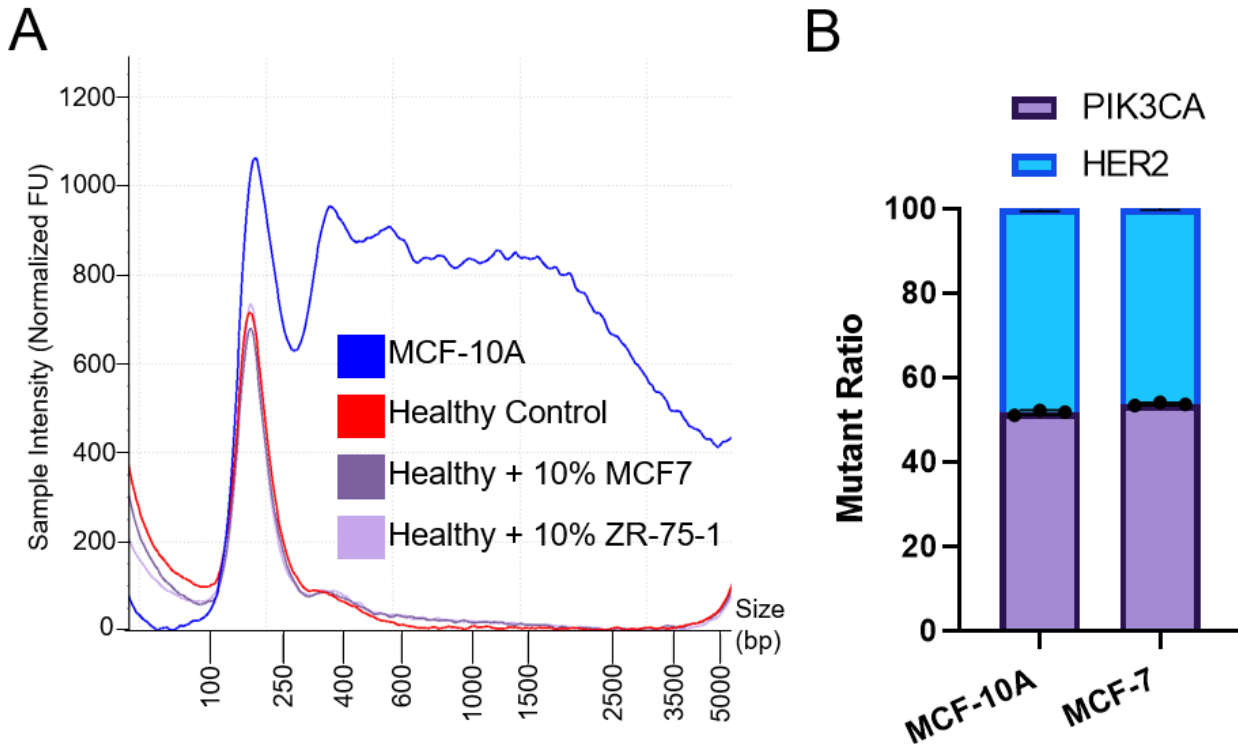 A
Sample Intensity (Normalized FU)
1200
1000
800
600
400
200
0
MCF-10A
Healthy Control
Healthy + 10% MCF7
Healthy + 10% ZR-75-1
Size
(bp)
100
250
400
600
1000
1500
2500
3500
5000
B
PIK3CA
HER2
Mutant Ratio
100
80
60
40
20
0
MCF-10A
MCF-7